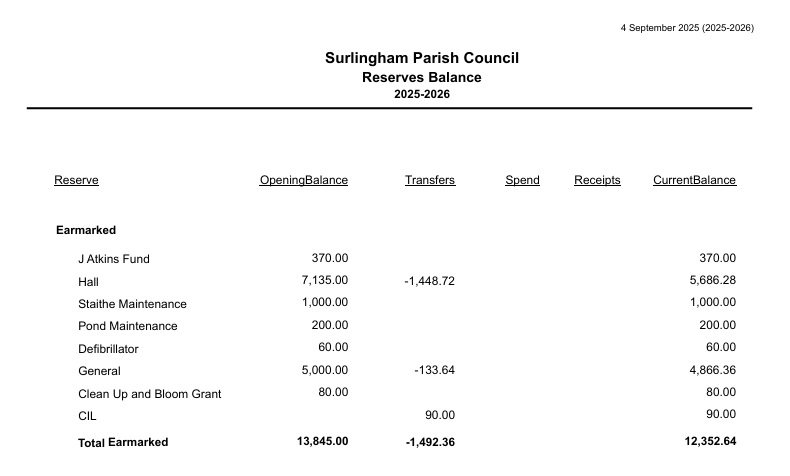 4 September 2025 (2025-2026)
Surlingham Parish Council
Reserves Balance
2025-2026
Reserve OpeningBalance Transfers Spend Receipts CurrentBalance
Earmarked
J Atkins Fund 370.00 370.00
Hall 7,135.00 -1,448.72 5,686.28
Staithe Maintenance 1,000.00 1,000.00
Pond Maintenance 200.00 200.00
Defibrillator 60.00 60.00
General 5,000.00 -133.64 4,866.36
Clean Up and Bloom Grant 80.00 80.00
CIL 90.00 90.00
Total Earmarked 13,845.00 -1,492.36 12,352.64